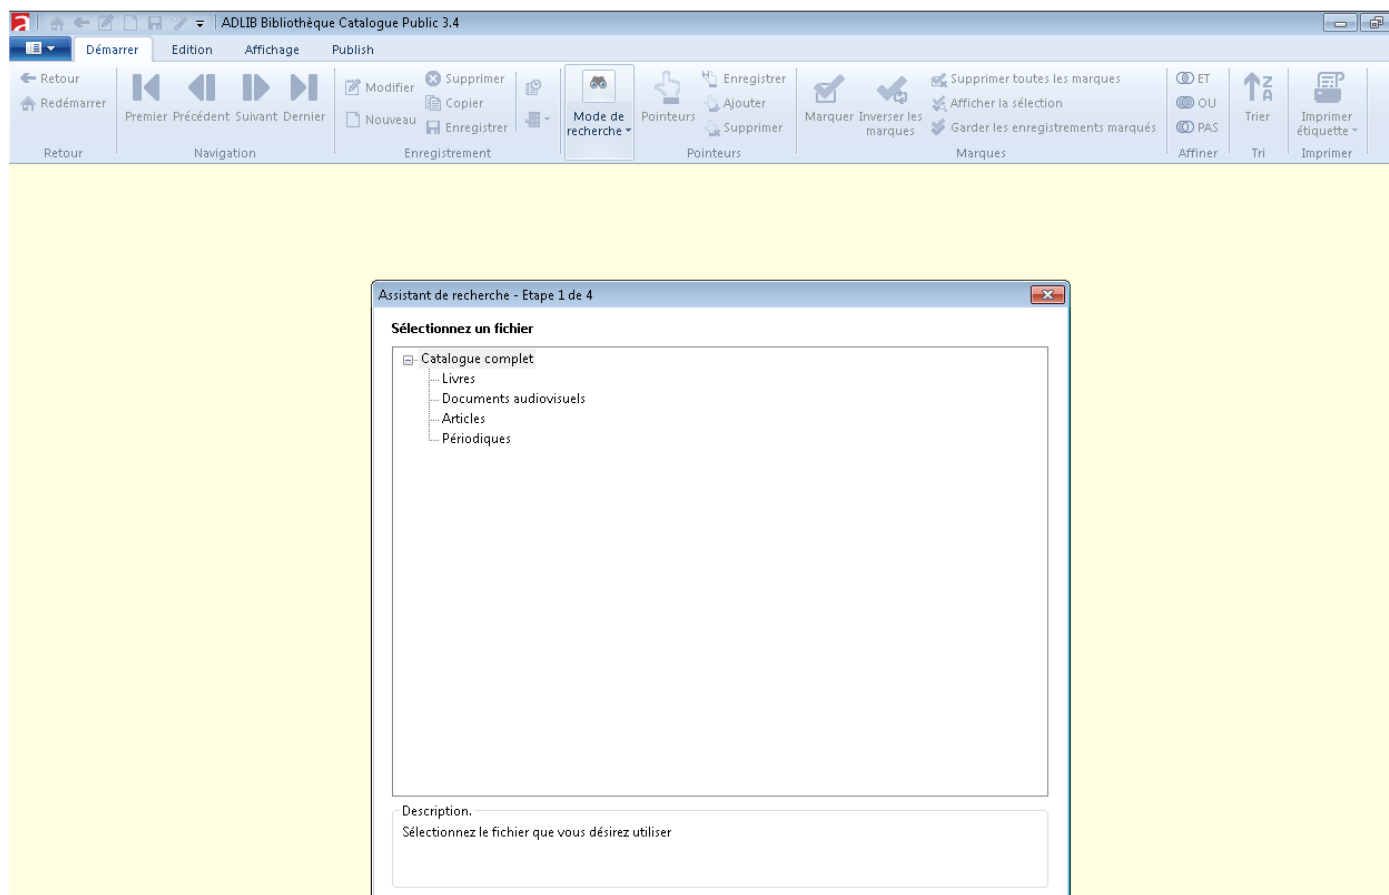 ADLIB Bibliothèque Catalogue Public 3.4
Démarrer Edition Affichage Publish
Retour
Redémarrer
Retour
Premier Précédent Suivant Dernier
Navigation
Modifier
Nouveau
Supprimer
Copier
Enregistrer
Enregistrement
Mode de
recherche
Pointeurs
Enregistrer
Ajouter
Supprimer
Pointeurs
Marquer
Inverser les
marques
Supprimer toutes les marques
Afficher la sélection
Garder les enregistrements marqués
Marques
ET
OU
PAS
Affiner
Trier
Tri
Imprimer
étiquette
Imprimer
Assistant de recherche - Etape 1 de 4
Sélectionnez un fichier
Catalogue complet
Livres
Documents audiovisuels
Articles
Périodiques
Description.
Sélectionnez le fichier que vous désirez utiliser